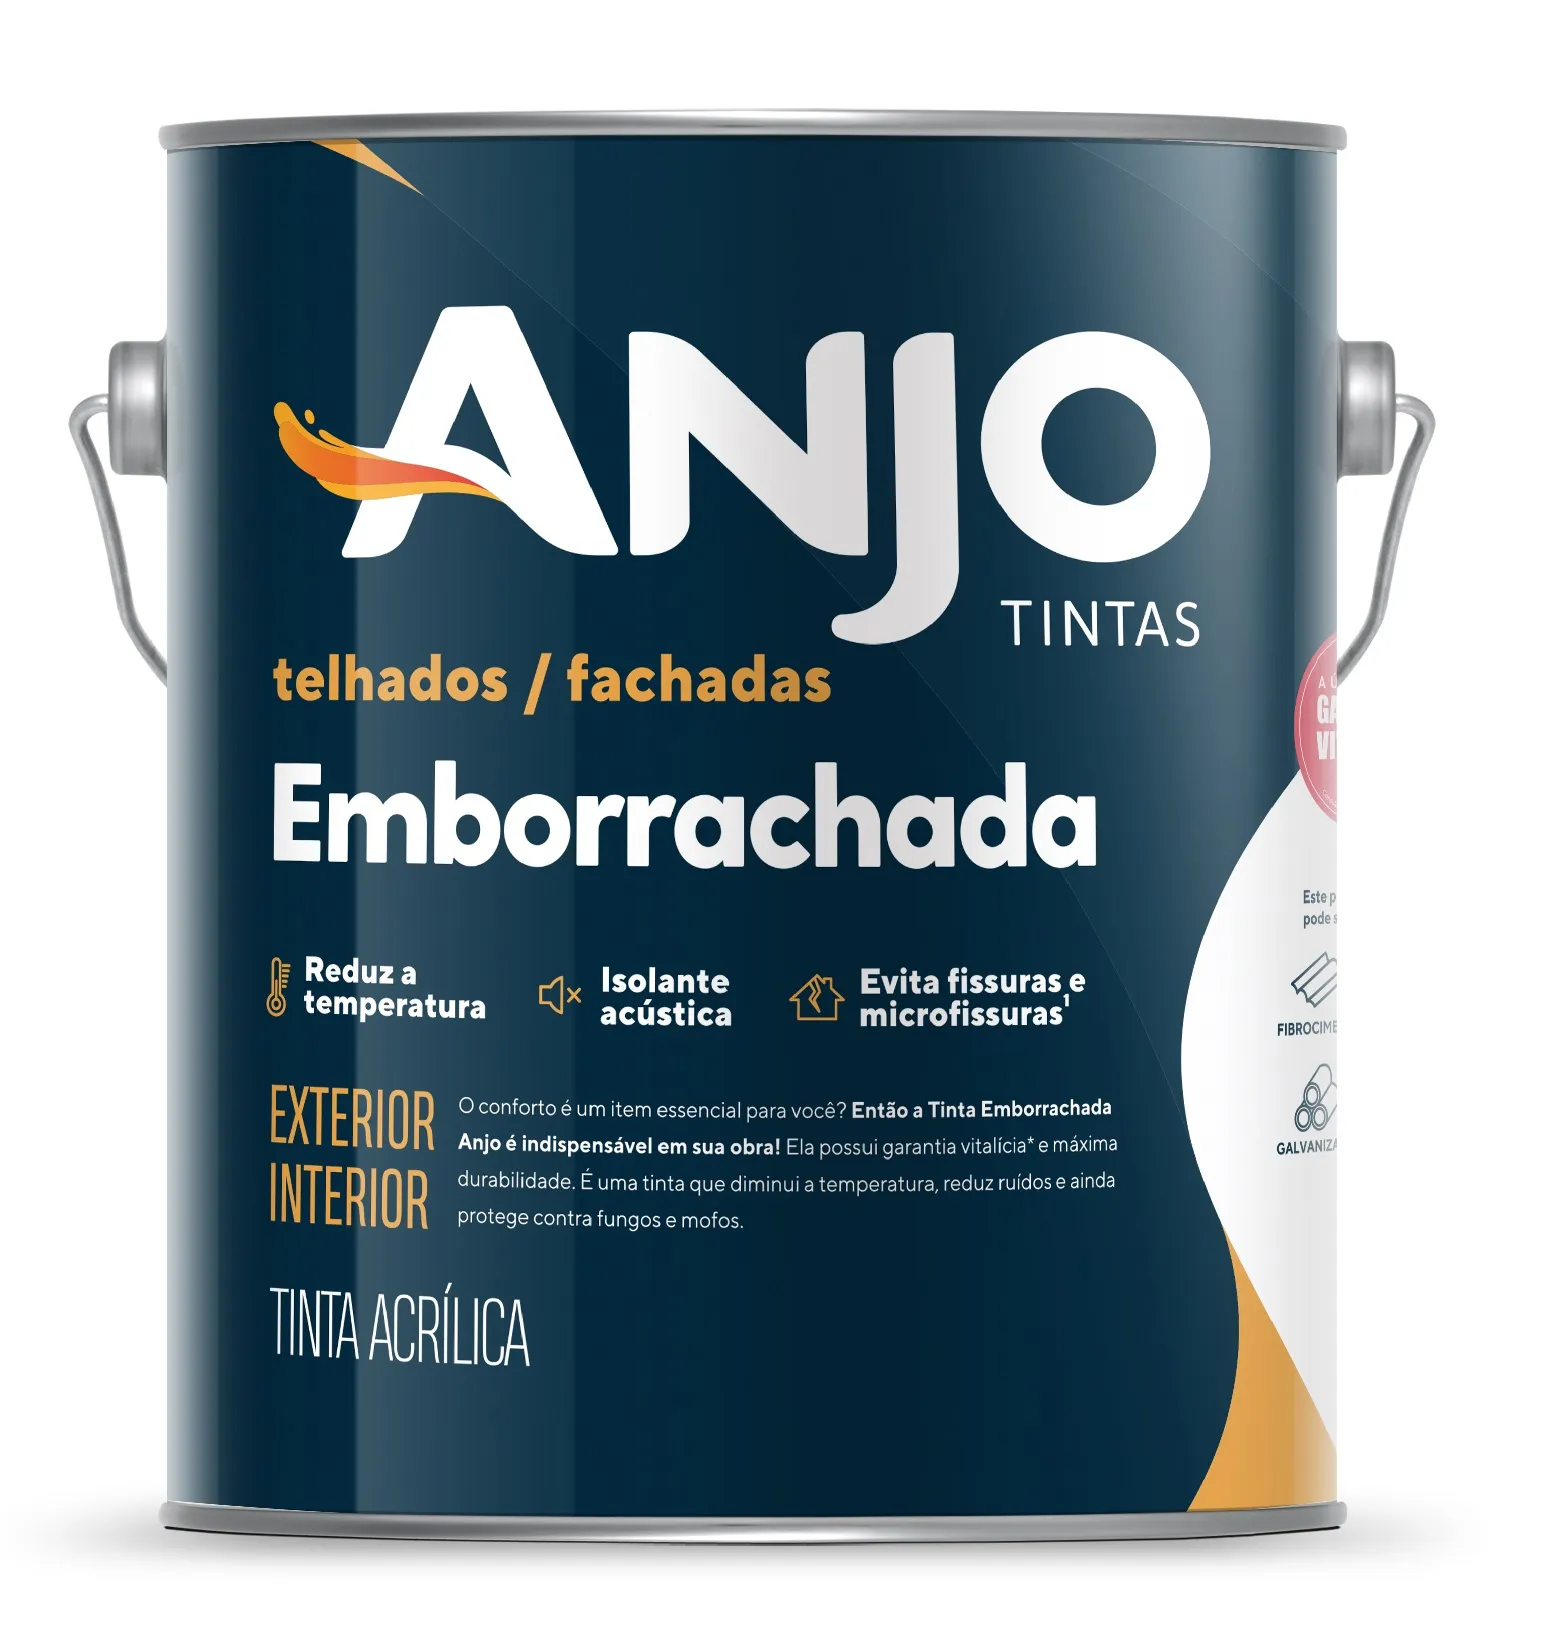 ANJO
TINTAS
telhados / fachadas
Emborrachada
Reduz a
temperatura
Isolante
acústica
Evita fissuras e
microfissuras¹
EXTERIOR
INTERIOR
O conforto é um item essencial para você? Então a Tinta Emborrachada
Anjo é indispensável em sua obra! Ela possui garantia vitalícia* e máxima
durabilidade. É uma tinta que diminui a temperatura, reduz ruídos e ainda
protege contra fungos e mofos.
TINTA ACRÍLICA
A
Este
pode